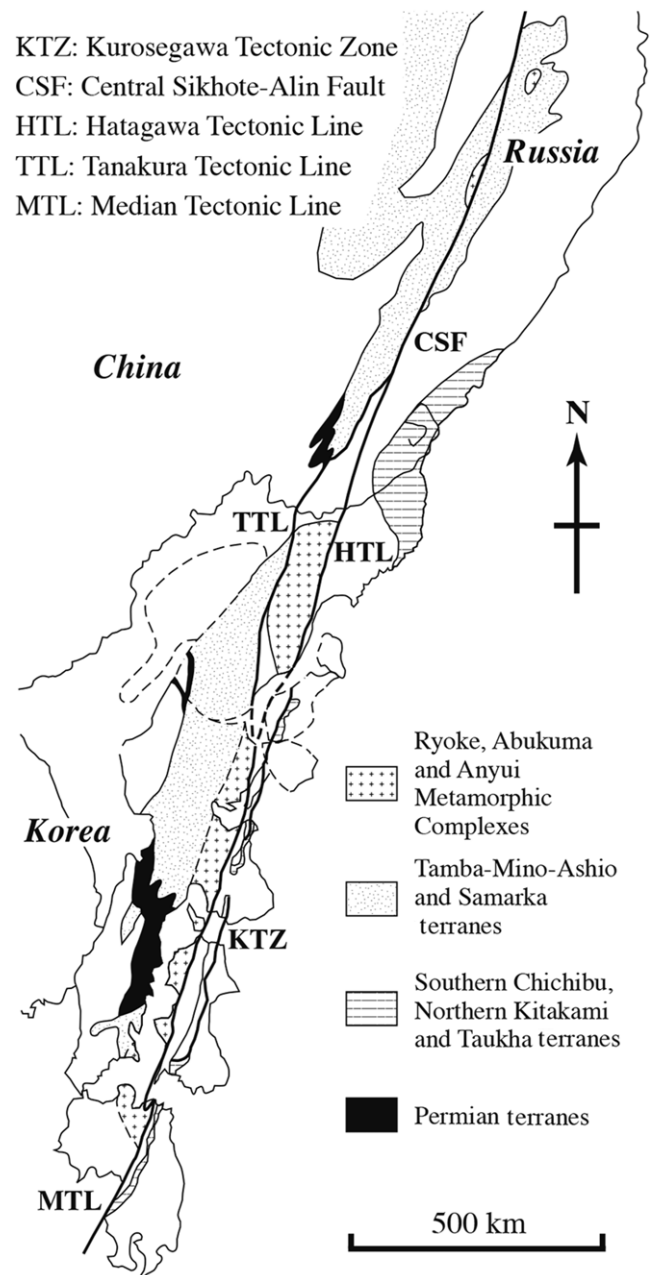 KTZ: Kurosegawa Tectonic Zone
CSF: Central Sikhote-Alin Fault
HTL: Hatagawa Tectonic Line
TTL: Tanakura Tectonic Line
MTL: Median Tectonic Line
Russia
CSF
China
N
TTL
HTL
Ryoke, Abukuma
and Anyui
Metamorphic
Complexes
Korea
Tamba-Mino-Ashio
and Samarka
terranes
KTZ
Southern Chichibu,
Northern Kitakami
and Taukha terranes
Permian terranes
MTL
500 km